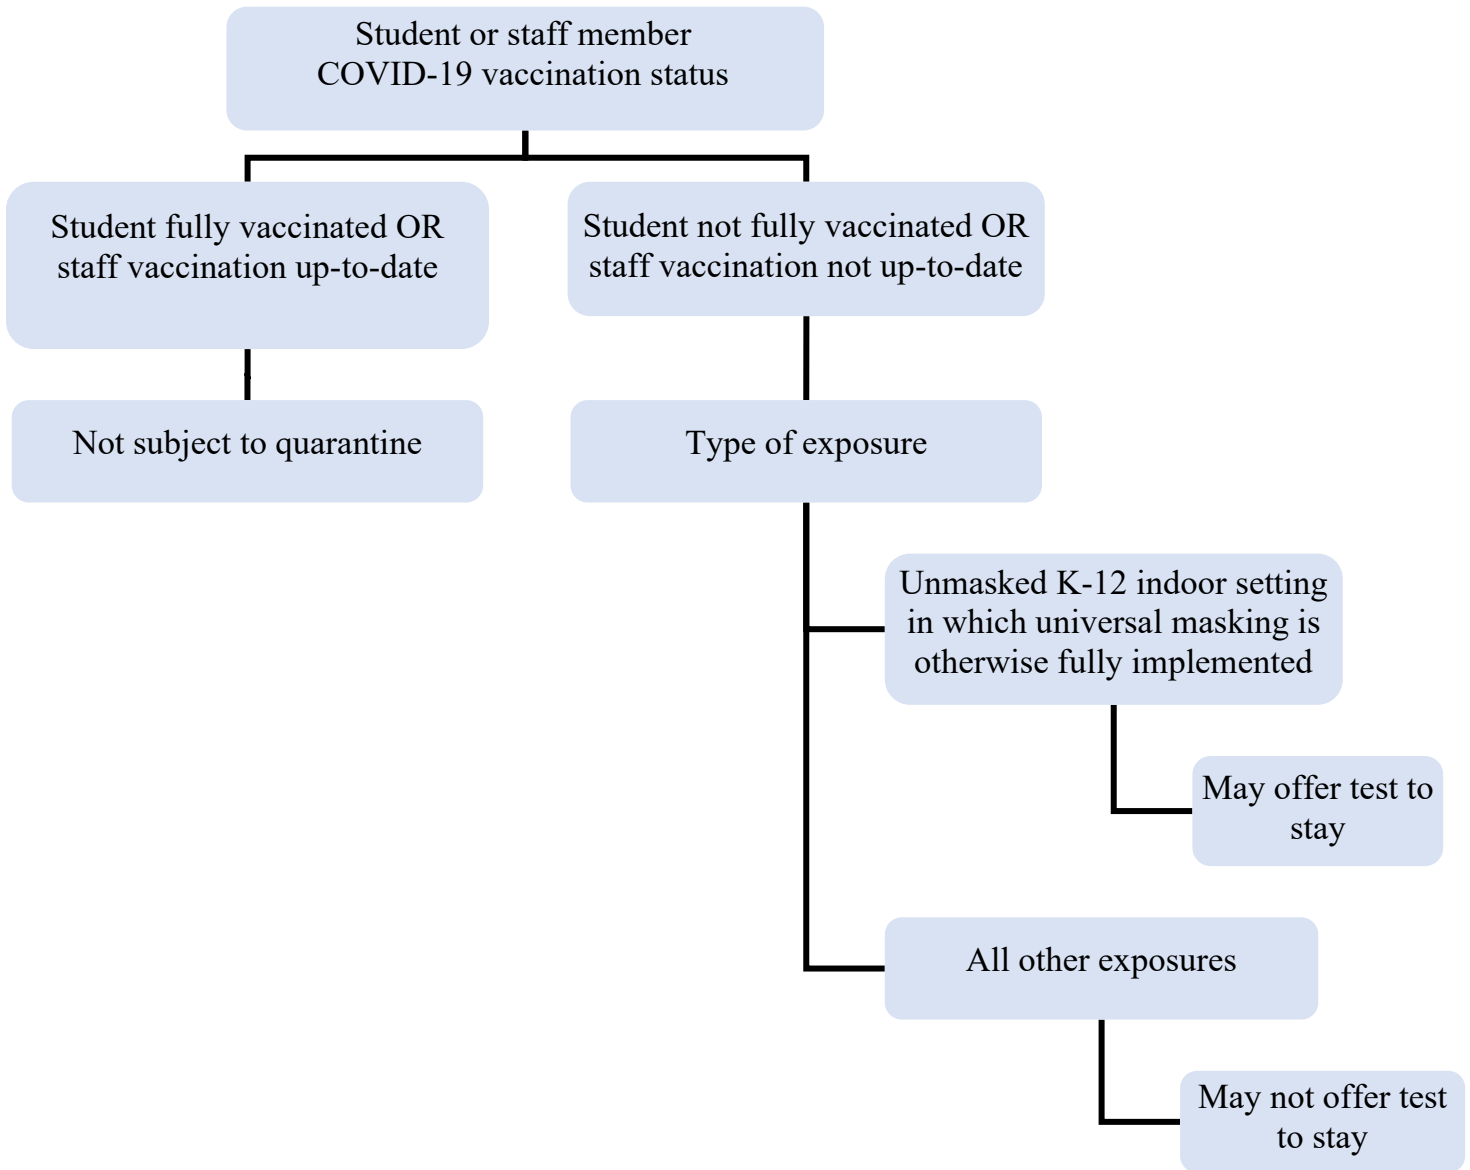 Student or staff member
COVID-19 vaccination status
Student fully vaccinated OR
staff vaccination up-to-date
Student not fully vaccinated OR
staff vaccination not up-to-date
Not subject to quarantine
Type of exposure
Unmasked K-12 indoor setting
in which universal masking is
otherwise fully implemented
May offer test to
stay
All other exposures
May not offer test
to stay